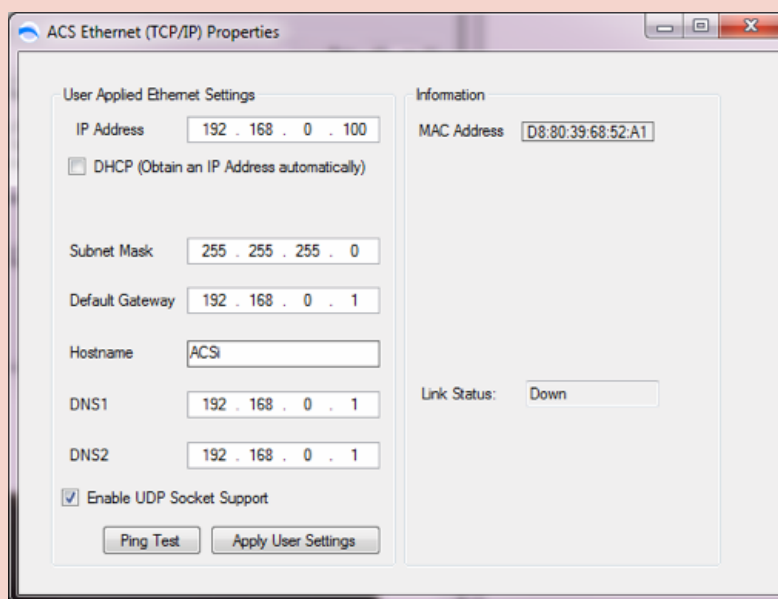 ACS Ethernet (TCP/IP) Properties
User Applied Ethernet Settings
IP Address 192 . 168 . 0 . 100
DHCP (Obtain an IP Address automatically)
Subnet Mask 255 . 255 . 255 . 0
Default Gateway 192 . 168 . 0 . 1
Hostname ACSi
DNS1 192 . 168 . 0 . 1
DNS2 192 . 168 . 0 . 1
Enable UDP Socket Support
Ping Test Apply User Settings
Information
MAC Address D8:80:39:68:52:A1
Link Status: Down